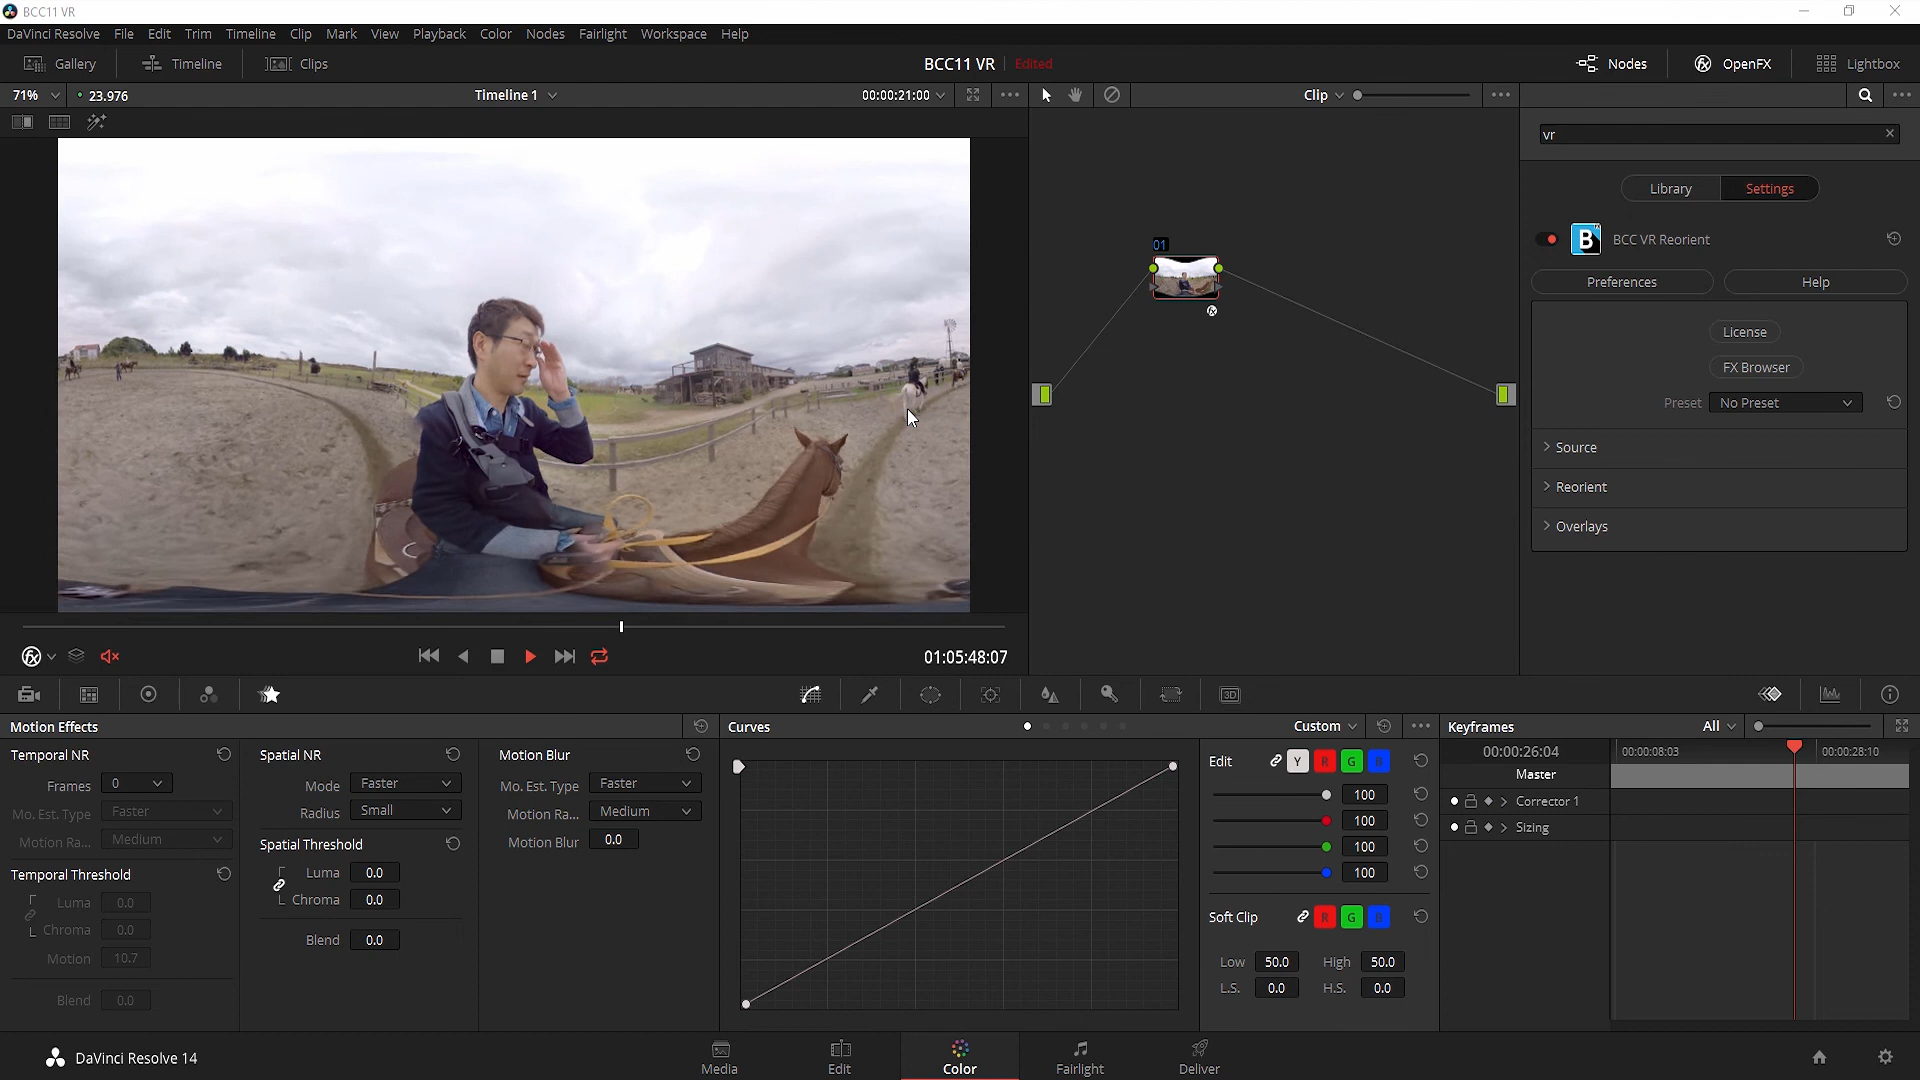 BCC11 VR
DaVinci Resolve File Edit Trim Timeline Clip Mark View Playback Color Nodes Fairlight Workspace Help
Gallery Timeline Clips BCC11 VR Edited Nodes OpenFX Lightbox
71% 23.976 Timeline 1 00:00:21:00 Clip
vr
Library Settings
B BCC VR Reorient
Preferences Help
License
FX Browser
Preset No Preset
Source
Reorient
Overlays
01
01:05:48:07
3D
Motion Effects
Temporal NR
Frames 0
Mo. Est. Type Faster
Motion Ra... Medium
Temporal Threshold
Luma 0.0
Chroma 0.0
Motion 10.7
Blend 0.0
Spatial NR
Mode Faster
Radius Small
Spatial Threshold
Luma 0.0
Chroma 0.0
Blend 0.0
Motion Blur
Mo. Est. Type Faster
Motion Ra... Medium
Motion Blur 0.0
Curves Custom
Edit Y R G B
100
100
100
100
Soft Clip R G B
Low 50.0 High 50.0
L.S. 0.0 H.S. 0.0
Keyframes All
00:00:26:04 00:00:08:03 00:00:28:10
Master
Corrector 1
Sizing
DaVinci Resolve 14
Media Edit Color Fairlight Deliver